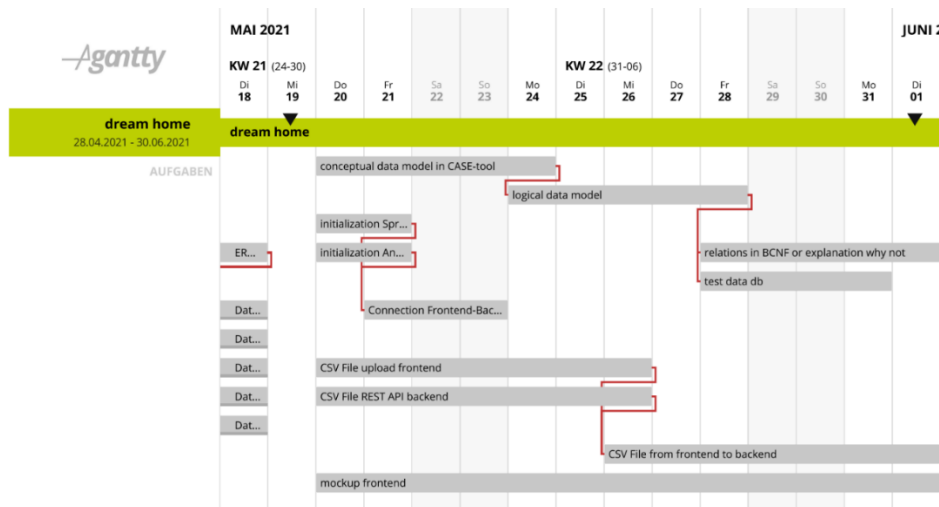 MAI 2021
JUNI 2
Agantty
KW 21 (24-30)
KW 22 (31-06)
Di Mi Do Fr Sa So Mo Di Mi Do Fr Sa So Mo Di
18 19 20 21 22 23 24 25 26 27 28 29 30 31 01
dream home
28.04.2021 - 30.06.2021
dream home
AUFGABEN
conceptual data model in CASE-tool
logical data model
initialization Spr...
ER...
initialization An...
relations in BCNF or explanation why not
test data db
Dat...
Connection Frontend-Bac...
Dat...
Dat...
CSV File upload frontend
Dat...
CSV File REST API backend
Dat...
CSV File from frontend to backend
mockup frontend